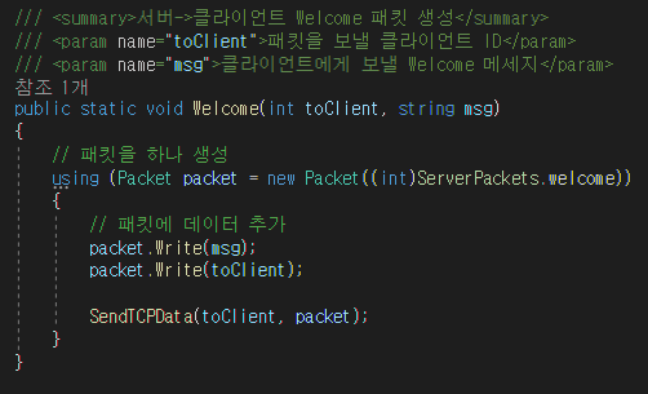 /// <summary>서버->클라이언트 Welcome 패킷 생성</summary>
/// <param name="toClient">패킷을 보낼 클라이언트 ID</param>
/// <param name="msg">클라이언트에게 보낼 Welcome 메세지</param>
참조 1개
public static void Welcome(int toClient, string msg)
{
// 패킷을 하나 생성
using (Packet packet = new Packet((int)ServerPackets.welcome))
{
// 패킷에 데이터 추가
packet.Write(msg);
packet.Write(toClient);
SendTCPData(toClient, packet);
}
}